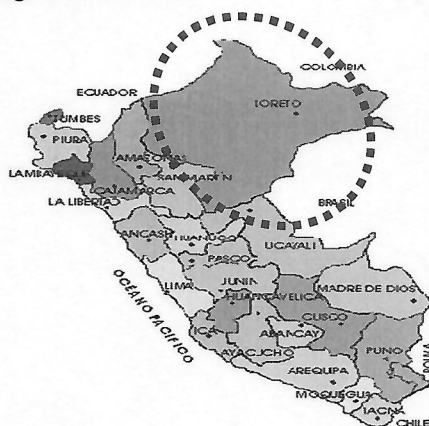 COLOMBIA
ECUADOR
LORETO
TUMBES
PIURA
AMAZONAS
LAMBAYEQUE
SAN MARTIN
CAJAMARCA
LA LIBERTAD
BRASIL
ANCASH
HUANUCO
UCAYALI
PASCO
OCÉANO PACIFICO
LIMA
JUNIN
HUANCAVELICA
MADRE DE DIOS
CUSCO
ICA
ABANCAY
AYACUCHO
PUNO
AREQUIPA
MOQUEGUA
TACNA
CHILE